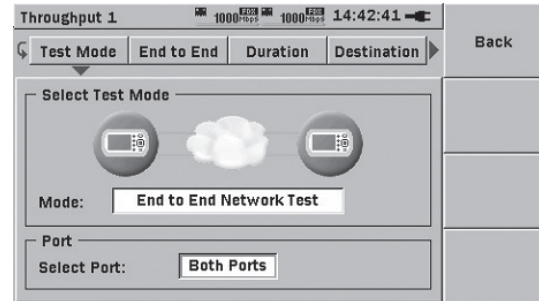 Throughput 1 1000 FDX Mbps 1000 FDX Mbps 14:42:41
Test Mode End to End Duration Destination
Back
Select Test Mode
Mode: End to End Network Test
Port
Select Port: Both Ports